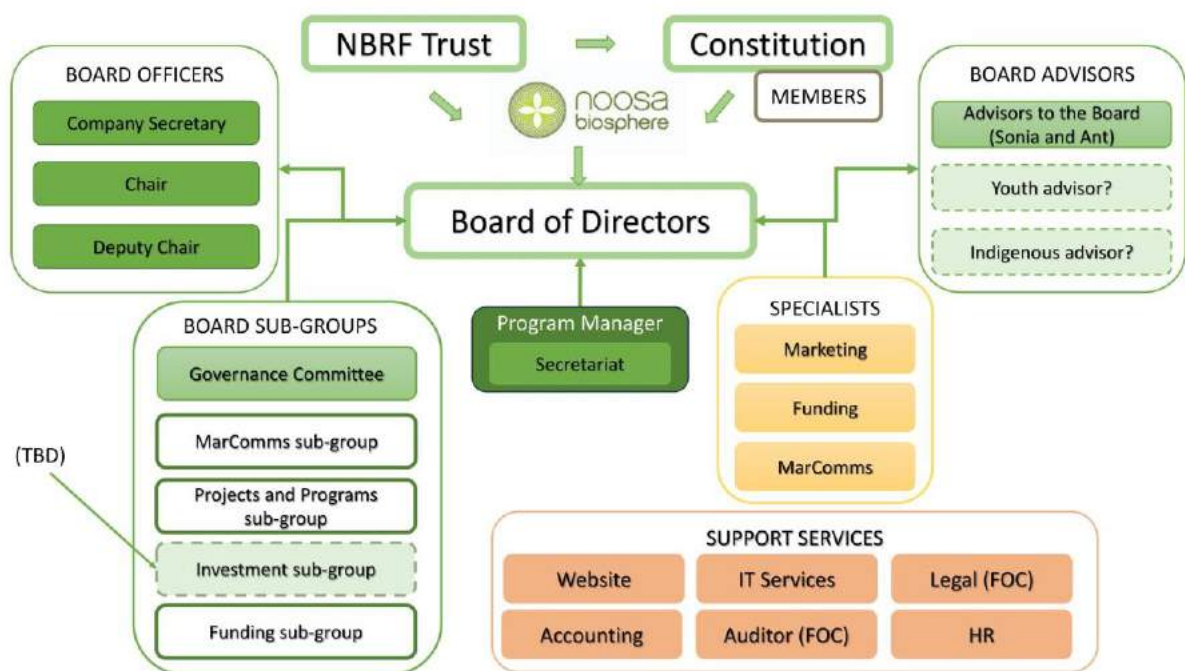 NBRF Trust
Constitution
MEMBERS
noosa
biosphere
BOARD OFFICERS
Company Secretary
Chair
Deputy Chair
BOARD ADVISORS
Advisors to the Board
(Sonia and Ant)
Youth advisor?
Indigenous advisor?
Board of Directors
BOARD SUB-GROUPS
Governance Committee
MarComms sub-group
Projects and Programs
sub-group
Investment sub-group
Funding sub-group
(TBD)
Program Manager
Secretariat
SPECIALISTS
Marketing
Funding
MarComms
SUPPORT SERVICES
Website
IT Services
Legal (FOC)
Accounting
Auditor (FOC)
HR